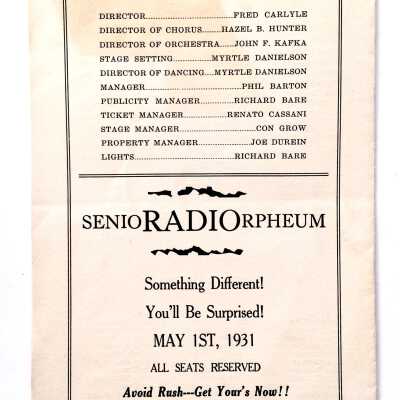 DIRECTOR........................FRED CARLYLE
DIRECTOR OF CHORUS......HAZEL B. HUNTER
DIRECTOR OF ORCHESTRA......JOHN F. KAFKA
STAGE SETTING..................MYRTLE DANIELSON
DIRECTOR OF DANCING....MYRTLE DANIELSON
MANAGER..............................PHIL BARTON
PUBLICITY MANAGER............RICHARD BARE
TICKET MANAGER...............RENATO CASSANI
STAGE MANAGER........................CON GROW
PROPERTY MANAGER.................JOE DUREIN
LIGHTS....................................RICHARD BARE
SENIORADIORPHEUM
Something Different!
You'll Be Surprised!
MAY 1ST, 1931
ALL SEATS RESERVED
Avoid Rush---Get Your's Now!!